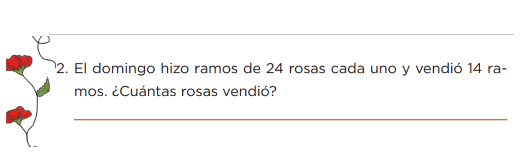 2. El domingo hizo ramos de 24 rosas cada uno y vendió 14 ra-
mos. ¿Cuántas rosas vendió?